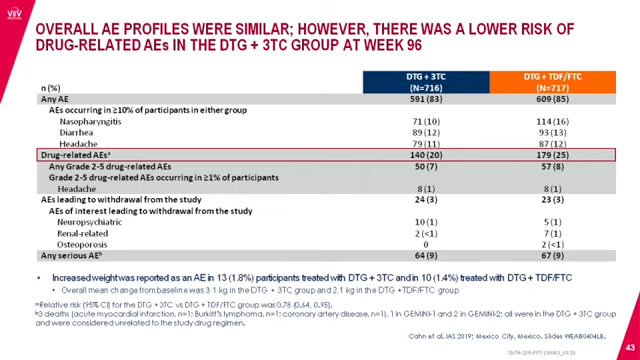 ViiV
Healthcare
OVERALL AE PROFILES WERE SIMILAR; HOWEVER, THERE WAS A LOWER RISK OF
DRUG-RELATED AEs IN THE DTG + 3TC GROUP AT WEEK 96
n (%) DTG + 3TC (N=716) DTG + TDF/FTC (N=717)
Any AE 591 (83) 609 (85)
AEs occurring in ≥10% of participants in either group
Nasopharyngitis 71 (10) 114 (16)
Diarrhea 89 (12) 93 (13)
Headache 79 (11) 87 (12)
Drug-related AEsᵃ 140 (20) 179 (25)
Any Grade 2-5 drug-related AEs 50 (7) 57 (8)
Grade 2-5 drug-related AEs occurring in ≥1% of participants
Headache 8 (1) 8 (1)
AEs leading to withdrawal from the study 24 (3) 23 (3)
AEs of interest leading to withdrawal from the study
Neuropsychiatric 10 (1) 5 (1)
Renal-related 2 (<1) 7 (1)
Osteoporosis 0 2 (<1)
Any serious AEᵇ 64 (9) 67 (9)
• Increased weight was reported as an AE in 13 (1.8%) participants treated with DTG + 3TC and in 10 (1.4%) treated with DTG + TDF/FTC
• Overall mean change from baseline was 3.1 kg in the DTG + 3TC group and 2.1 kg in the DTG +TDF/FTC group
ᵃRelative risk (95% CI) for the DTG + 3TC vs DTG + TDF/FTC group was 0.78 (0.64, 0.95).
ᵇ3 deaths (acute myocardial infarction, n=1; Burkitt's lymphoma, n=1; coronary artery disease, n=1), 1 in GEMINI-1 and 2 in GEMINI-2; all were in the DTG + 3TC group
and were considered unrelated to the study drug regimen.
Cahn et al. IAS 2019; Mexico City, Mexico. Slides WEAB0404LB.
43